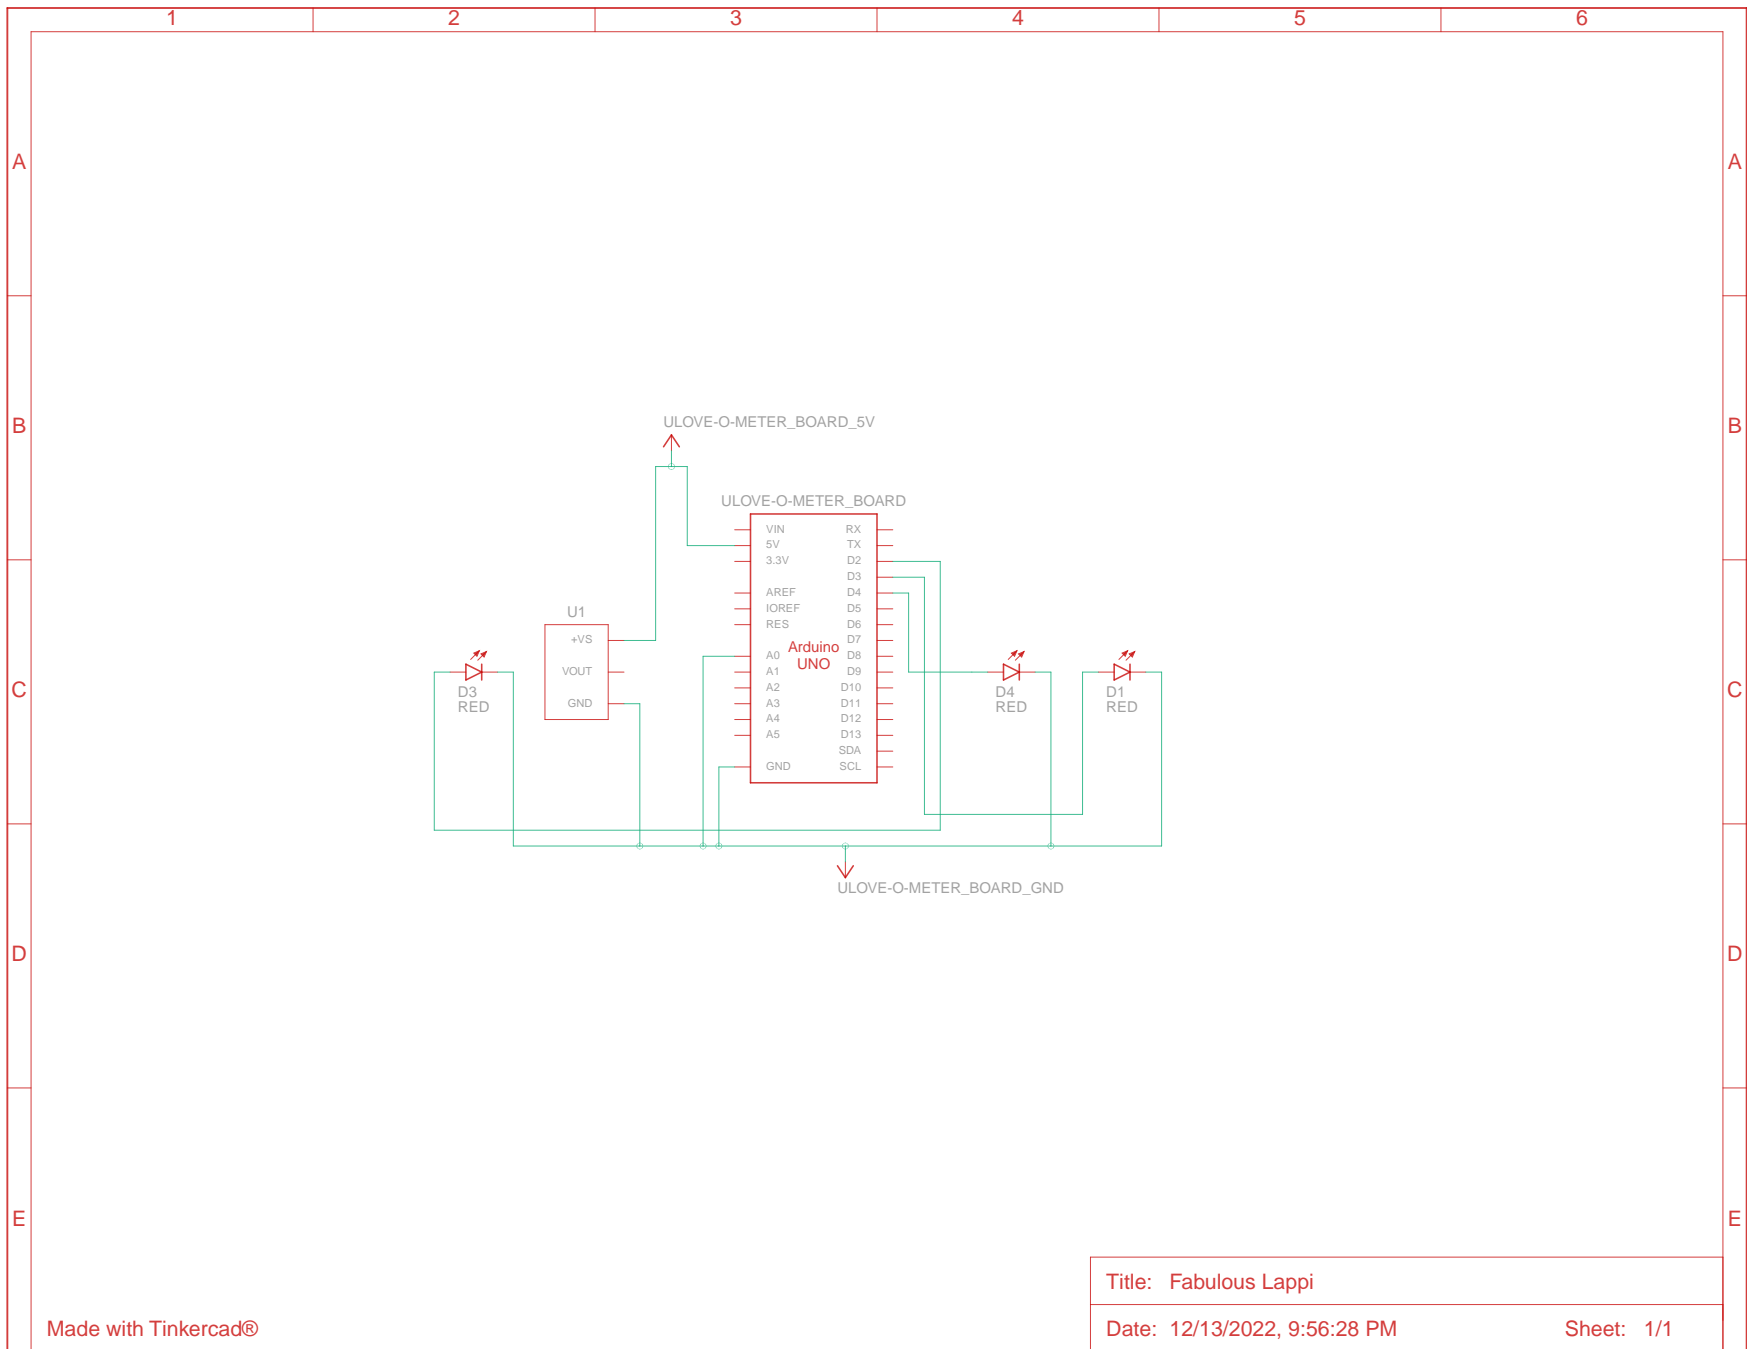 1 2 3 4 5 6
A A
B B
ULOVE-O-METER_BOARD_5V
ULOVE-O-METER_BOARD
VIN RX
5V TX
3.3V D2
D3
AREF D4
IOREF D5
RES D6
D7
A0 D8
A1 D9
A2 D10
A3 D11
A4 D12
A5 D13
SDA
GND SCL
Arduino
UNO
U1
+VS
VOUT
GND
D3
RED
D4
RED
D1
RED
C C
ULOVE-O-METER_BOARD_GND
D D
E E
Title: Fabulous Lappi
Made with Tinkercad®
Date: 12/13/2022, 9:56:28 PM Sheet: 1/1